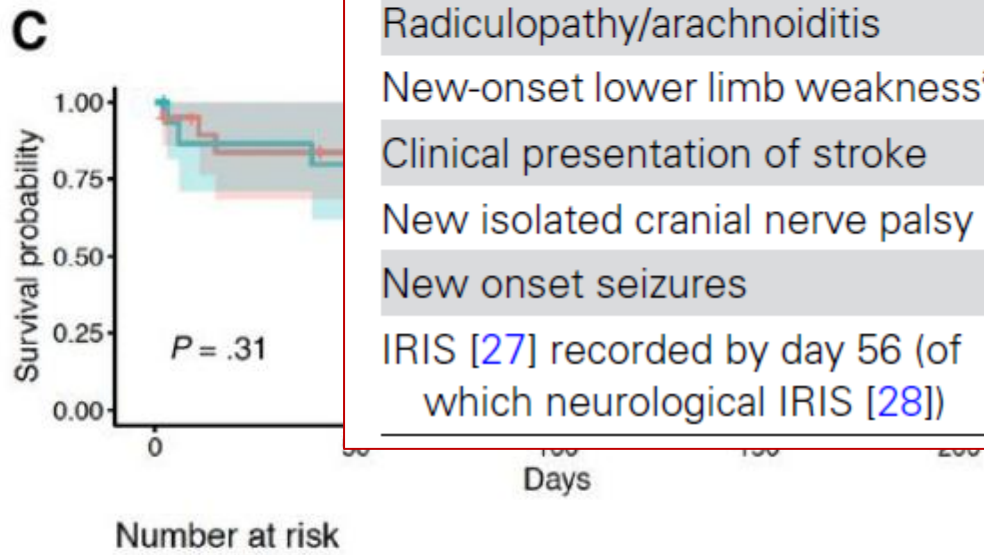 C
Survival probability
1.00
0.75
0.50
0.25
0.00
P = .31
0
Days
Number at risk
Radiculopathy/arachnoiditis
New-onset lower limb weakness
Clinical presentation of stroke
New isolated cranial nerve palsy
New onset seizures
IRIS [27] recorded by day 56 (of
which neurological IRIS [28])